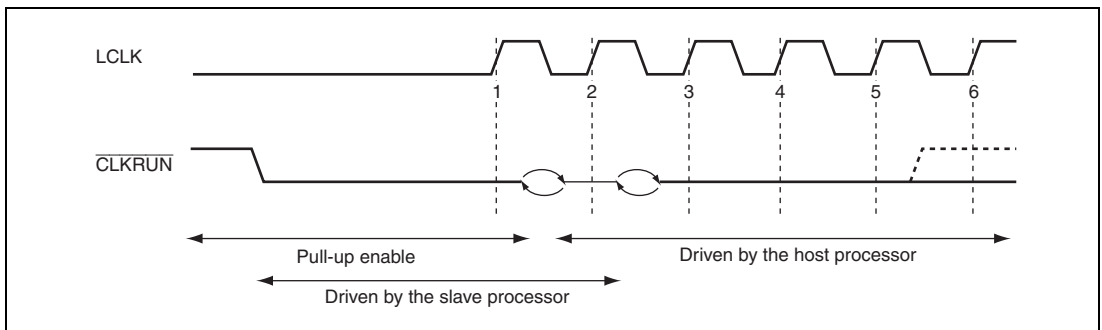 LCLK
1 2 3 4 5 6
CLKRUN
Pull-up enable
Driven by the host processor
Driven by the slave processor